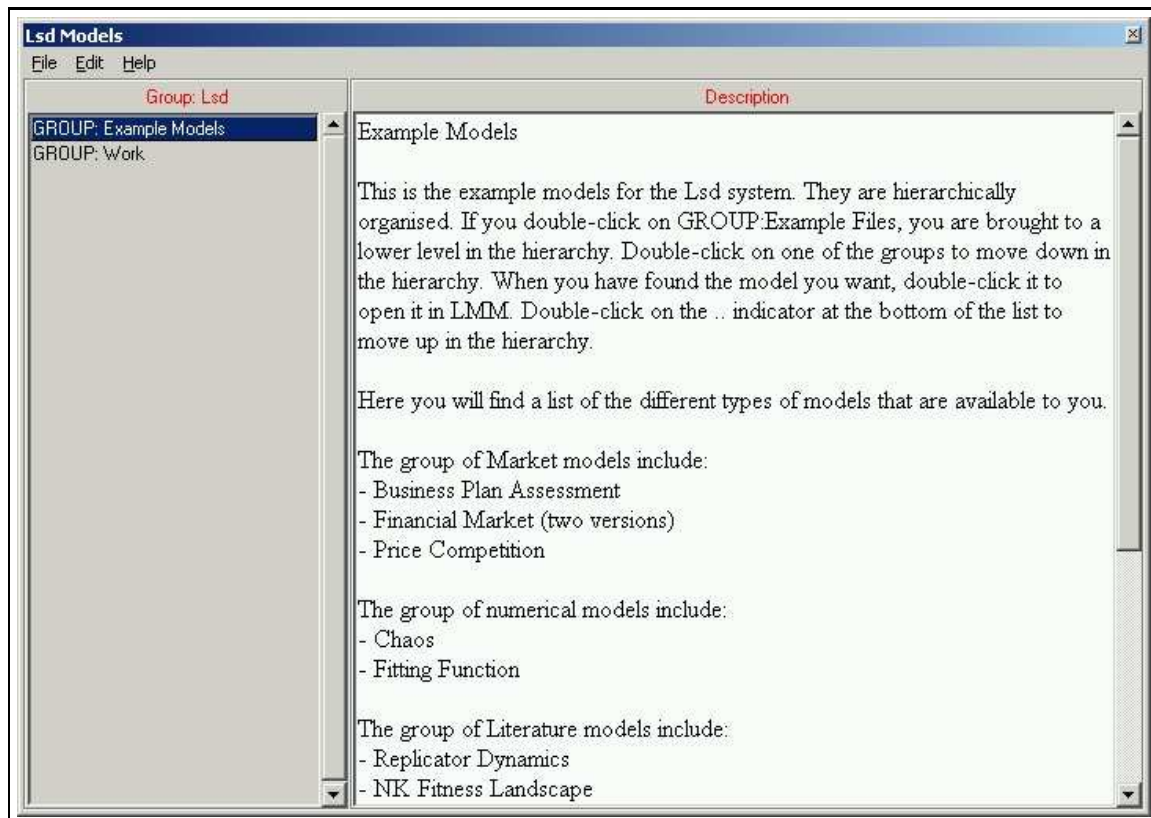 Lsd Models
File Edit Help
Group: Lsd
Description
GROUP: Example Models
GROUP: Work
Example Models
This is the example models for the Lsd system. They are hierarchically
organised. If you double-click on GROUP:Example Files, you are brought to a
lower level in the hierarchy. Double-click on one of the groups to move down in
the hierarchy. When you have found the model you want, double-click it to
open it in LMM. Double-click on the .. indicator at the bottom of the list to
move up in the hierarchy.
Here you will find a list of the different types of models that are available to you.
The group of Market models include:
- Business Plan Assessment
- Financial Market (two versions)
- Price Competition
The group of numerical models include:
- Chaos
- Fitting Function
The group of Literature models include:
- Replicator Dynamics
- NK Fitness Landscape